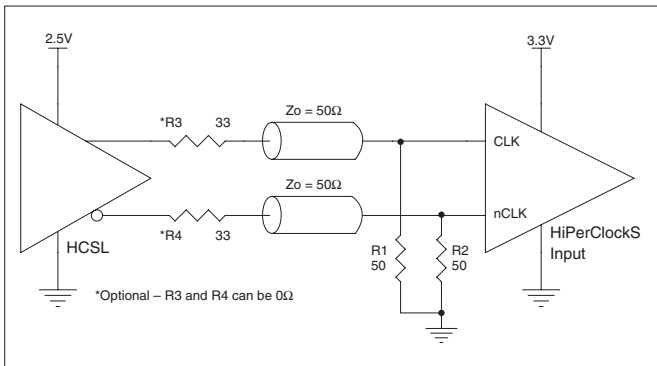 2.5V
3.3V
*R3 33
Zo = 50Ω
CLK
Zo = 50Ω
nCLK
*R4 33
HCSL
R1
50
R2
50
HiPerClockS
Input
*Optional – R3 and R4 can be 0Ω